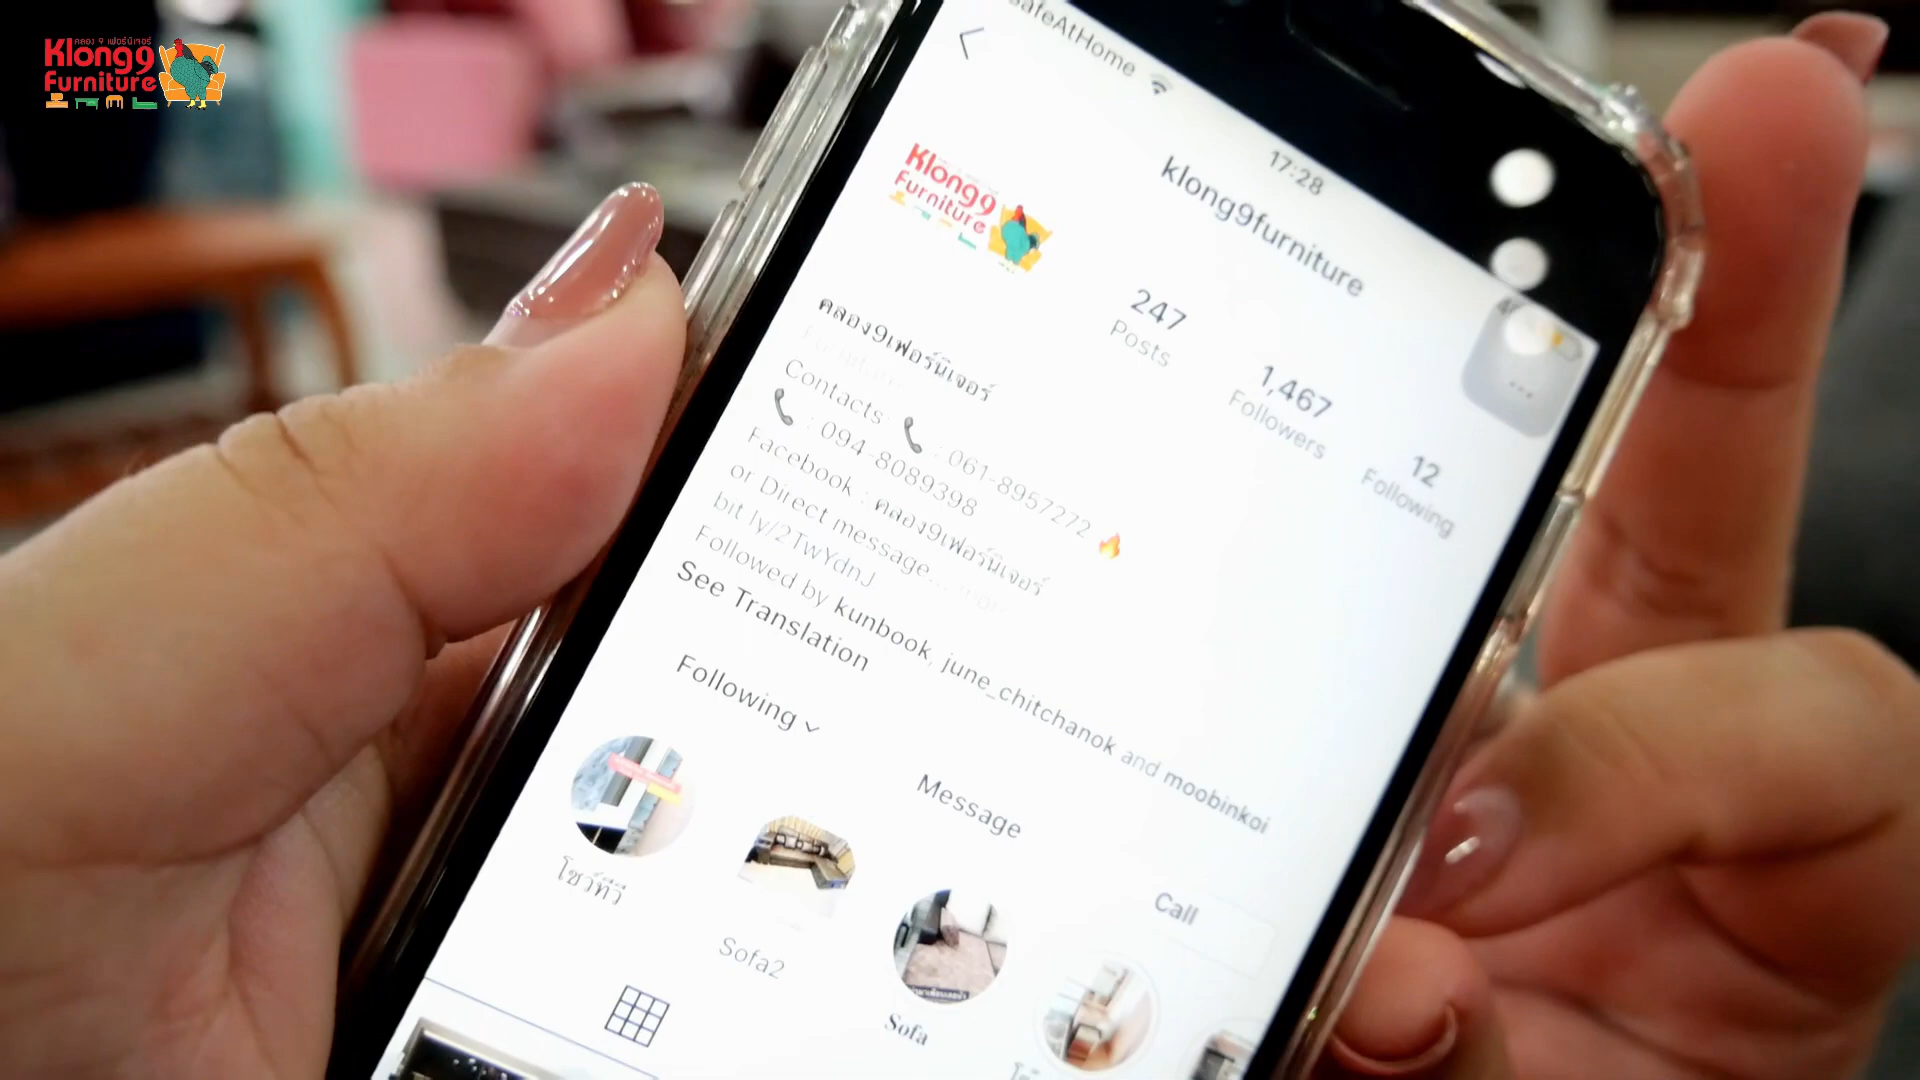 คลอง 9 เฟอร์นิเจอร์
Klong9
Furniture
SafeAtHome
17:28
klong9furniture
Klong9
Furniture
247
Posts
1,467
Followers
12
Following
คลอง9เฟอร์นิเจอร์
Contacts 📞 : 061-8957272 🔥
📞 : 094-8089398
Facebook : คลอง9เฟอร์นิเจอร์
or Direct message... more
bit.ly/2TwYdnJ
Followed by kunbook, june_chitchanok and moobinkoi
See Translation
Following
Message
Call
โชว์ทีวี
Sofa2
Sofa